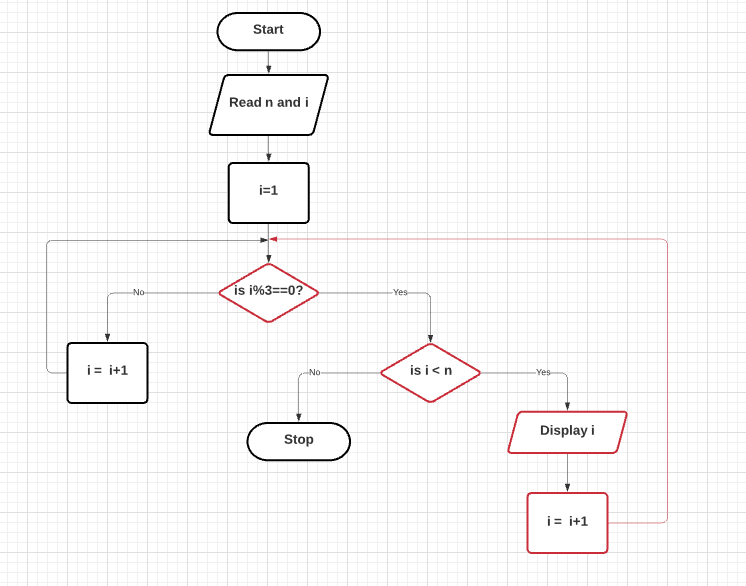 Start
Read n and i
i=1
is i%3==0?
No
Yes
i = i+1
is i < n
No
Yes
Stop
Display i
i = i+1